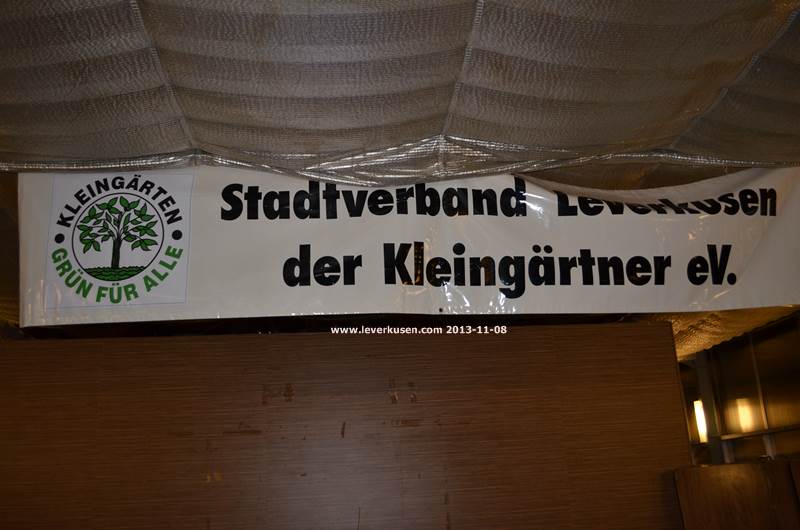 KLEINGÄRTEN
GRÜN FÜR ALLE
Stadtverband Leverkusen
der Kleingärtner eV.
www.leverkusen.com 2013-11-08